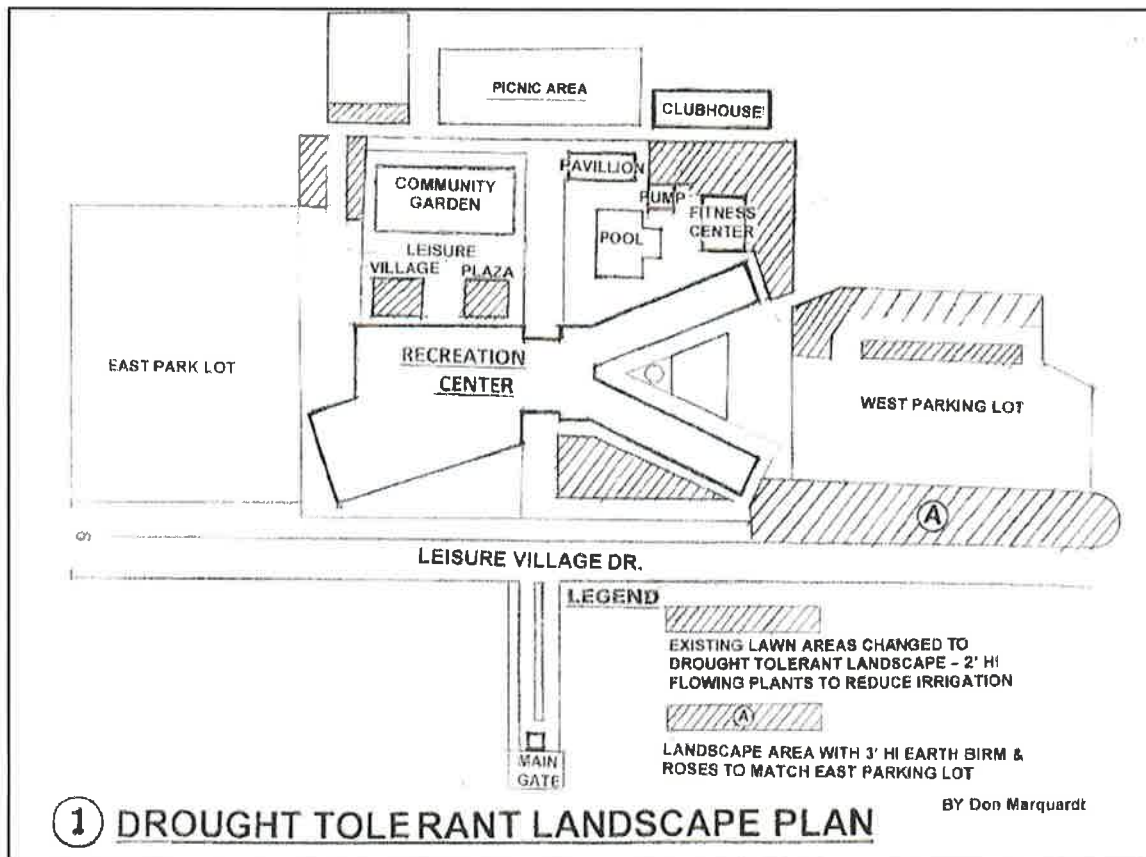 PICNIC AREA
CLUBHOUSE
PAVILLION
COMMUNITY
GARDEN
PUMP
FITNESS
CENTER
POOL
LEISURE
VILLAGE PLAZA
EAST PARK LOT
RECREATION
CENTER
WEST PARKING LOT
A
LEISURE VILLAGE DR.
LEGEND
EXISTING LAWN AREAS CHANGED TO
DROUGHT TOLERANT LANDSCAPE – 2' HI
FLOWING PLANTS TO REDUCE IRRIGATION
A
LANDSCAPE AREA WITH 3' HI EARTH BIRM &
ROSES TO MATCH EAST PARKING LOT
MAIN
GATE
BY Don Marquardt
1 DROUGHT TOLERANT LANDSCAPE PLAN